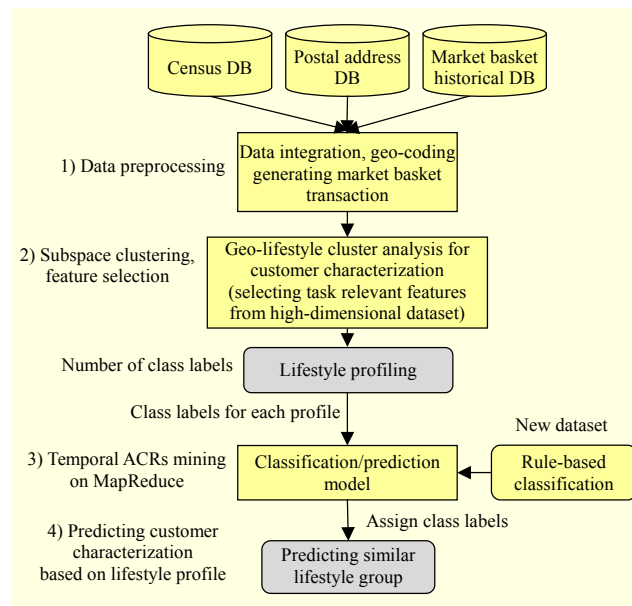 Census DB
Postal address
DB
Market basket
historical DB
1) Data preprocessing
Data integration, geo-coding
generating market basket
transaction
2) Subspace clustering,
feature selection
Geo-lifestyle cluster analysis for
customer characterization
(selecting task relevant features
from high-dimensional dataset)
Number of class labels
Lifestyle profiling
Class labels for each profile
New dataset
3) Temporal ACRs mining
on MapReduce
Classification/prediction
model
Rule-based
classification
Assign class labels
4) Predicting customer
characterization
based on lifestyle profile
Predicting similar
lifestyle group